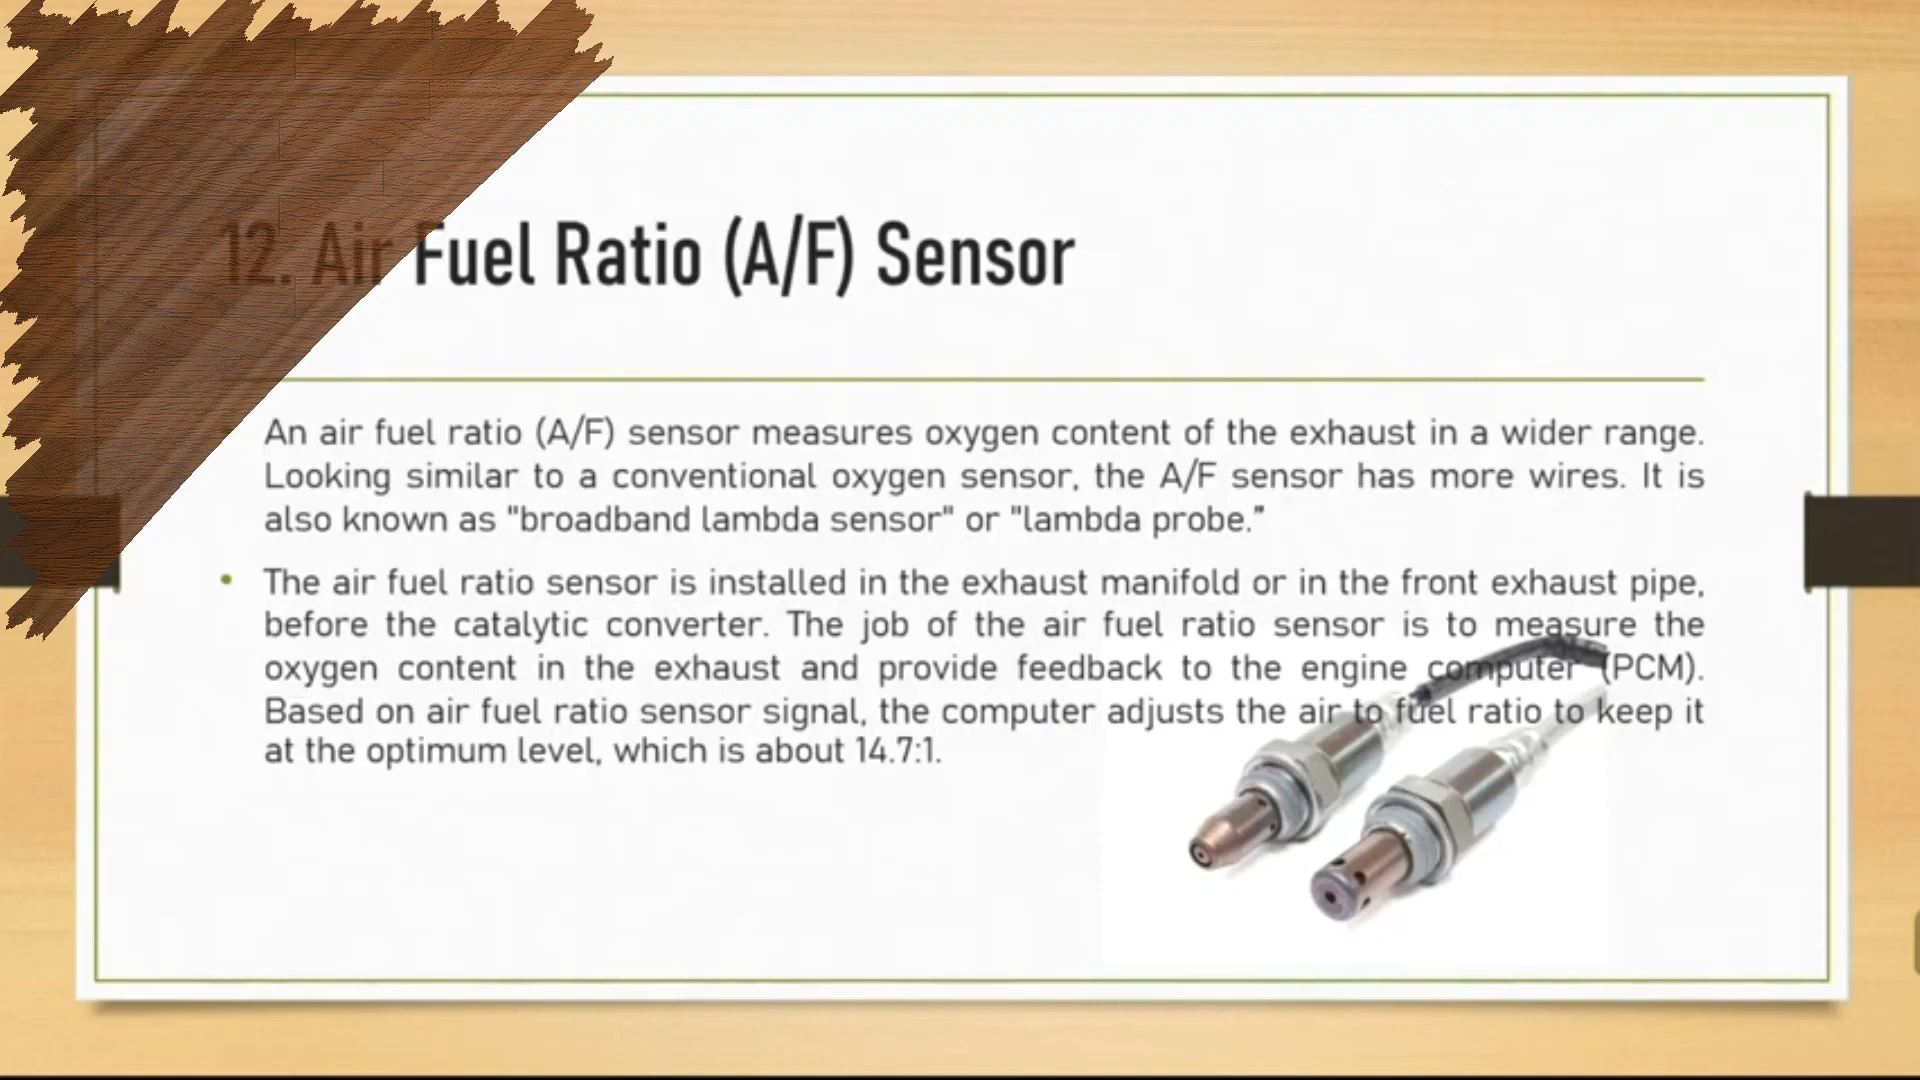 12. Air Fuel Ratio (A/F) Sensor
An air fuel ratio (A/F) sensor measures oxygen content of the exhaust in a wider range.
Looking similar to a conventional oxygen sensor, the A/F sensor has more wires. It is
also known as "broadband lambda sensor" or "lambda probe.”
• The air fuel ratio sensor is installed in the exhaust manifold or in the front exhaust pipe,
before the catalytic converter. The job of the air fuel ratio sensor is to measure the
oxygen content in the exhaust and provide feedback to the engine computer (PCM).
Based on air fuel ratio sensor signal, the computer adjusts the air to fuel ratio to keep it
at the optimum level, which is about 14.7:1.